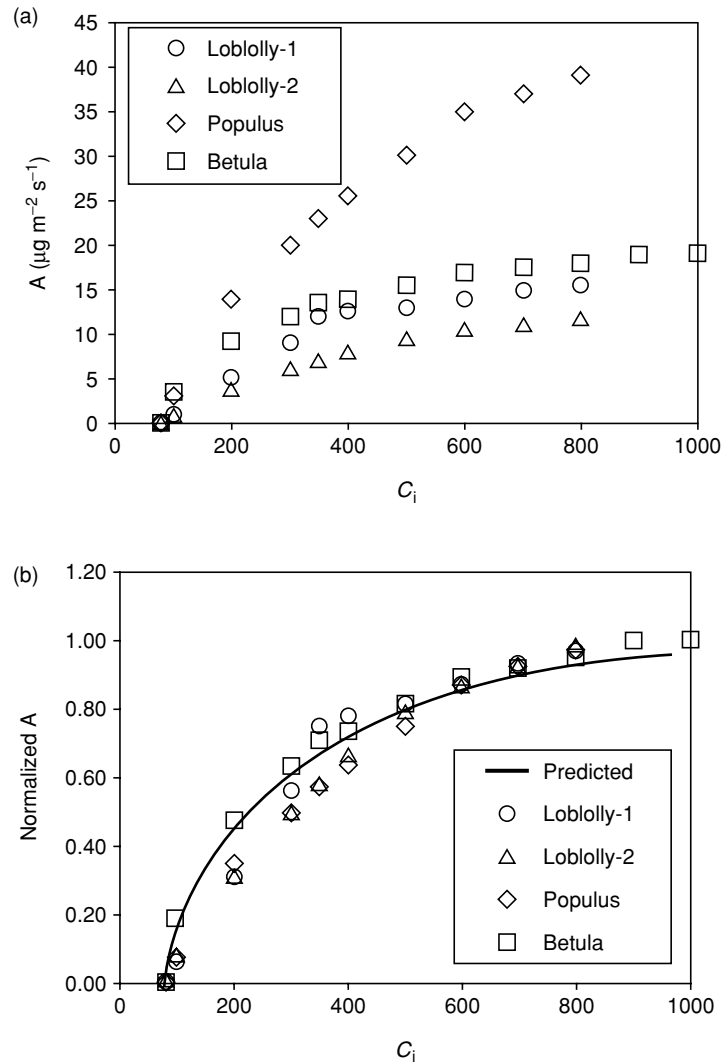 (a)
45
40
35
30
25
20
15
10
5
0
A (μg m⁻² s⁻¹)
Loblolly-1
Loblolly-2
Populus
Betula
0 200 400 600 800 1000
Cᵢ
(b)
1.20
1.00
0.80
0.60
0.40
0.20
0.00
Normalized A
Predicted
Loblolly-1
Loblolly-2
Populus
Betula
0 200 400 600 800 1000
Cᵢ